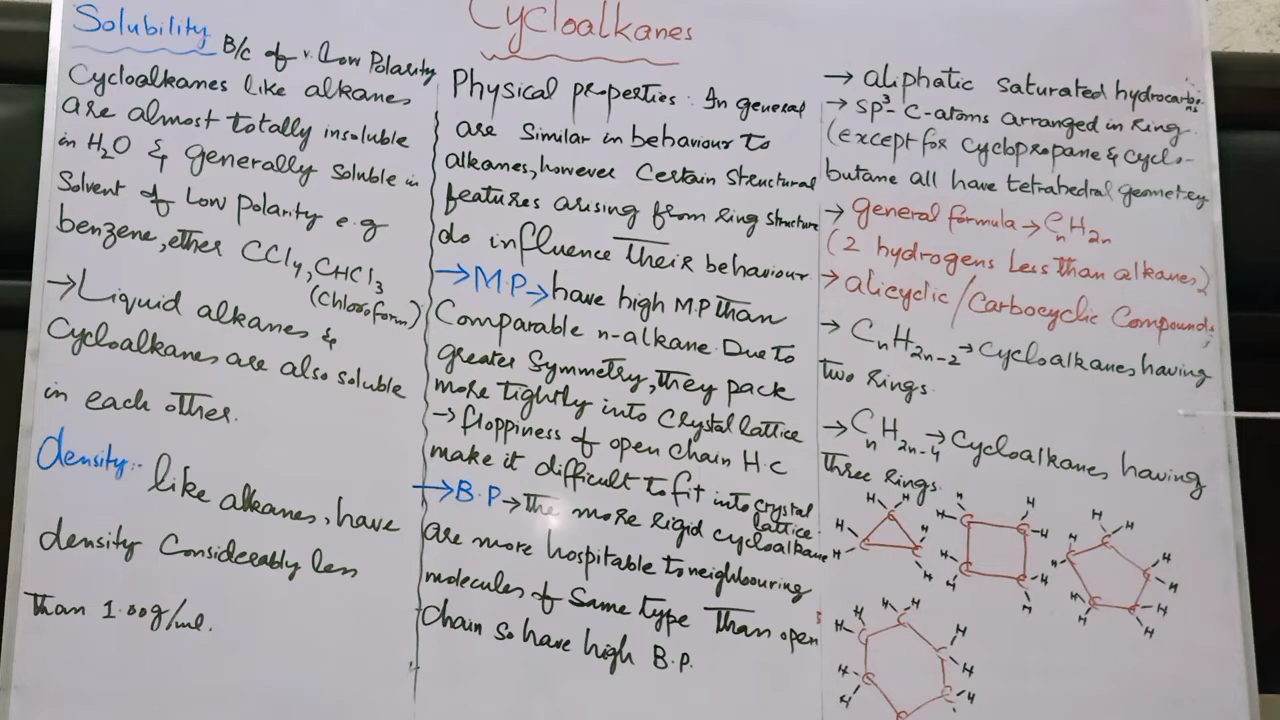 Cycloalkanes
Solubility
B/c of v. Low Polarity
Cycloalkanes like alkanes
are almost totally insoluble
in H₂O & generally soluble in
Solvent of Low polarity e.g
benzene, ether CCl₄, CHCl₃
(Chloroform)
→ Liquid alkanes &
Cycloalkanes are also soluble
in each other.
density:- like alkanes, have
density Considerably less
Than 1.00g/ml.
Physical properties: In general
are similar in behaviour to
alkanes, however Certain Structural
features arising from ring structure
do influence Their behaviour
→ M.P → have high M.P than
Comparable n-alkane. Due to
greater Symmetry, they pack
more tightly into Crystal lattice
→ floppiness of open chain H.C
make it difficult to fit into crystal
lattice
→ B.P → The more rigid cycloalkane
are more hospitable to neighbouring
molecules of Same type Than open
Chain so have high B.P.
→ aliphatic saturated hydrocarbons
→ sp³- C-atoms arranged in ring
(except for Cyclopropane & cyclo-
butane all have tetrahedral geometry
→ general formula → CₙH₂ₙ
(2 hydrogens Less than alkanes)
→ alicyclic / Carbocyclic Compounds
→ CₙH₂ₙ₋₂ → Cycloalkanes having
two rings.
→ CₙH₂ₙ₋₄ → Cycloalkanes having
Three rings.